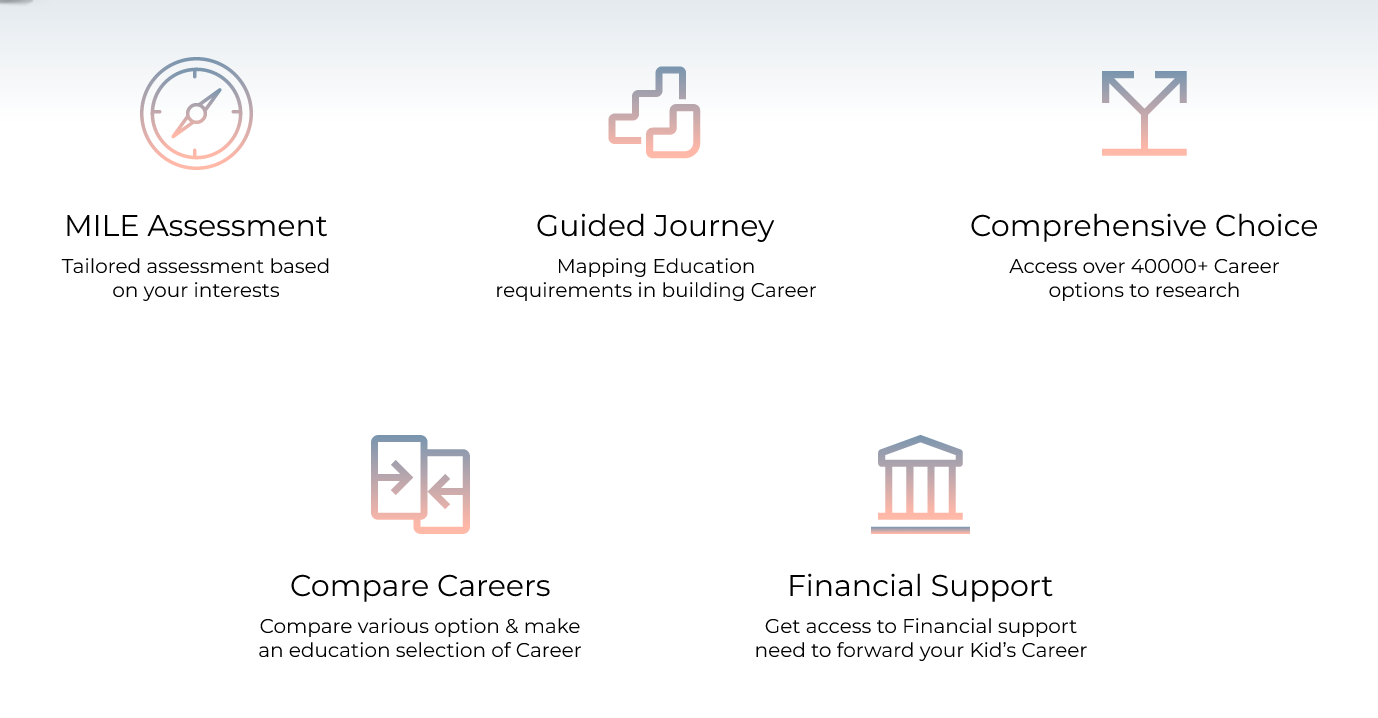 MILE Assessment
Tailored assessment based
on your interests
Guided Journey
Mapping Education
requirements in building Career
Comprehensive Choice
Access over 40000+ Career
options to research
Compare Careers
Compare various option & make
an education selection of Career
Financial Support
Get access to Financial support
need to forward your Kid’s Career